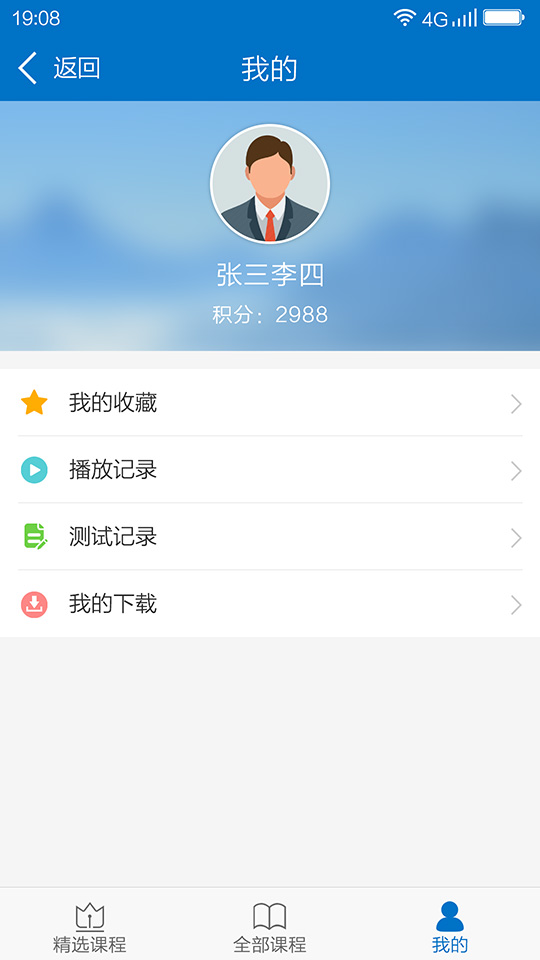 19:08 4G
返回 我的
张三李四
积分：2988
我的收藏
播放记录
测试记录
我的下载
精选课程 全部课程 我的